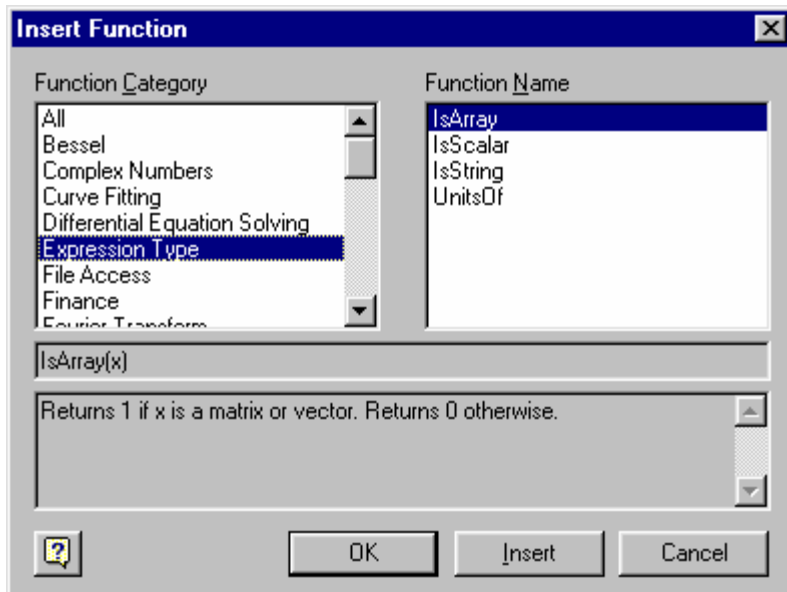 Insert Function
Function Category
Function Name
All
Bessel
Complex Numbers
Curve Fitting
Differential Equation Solving
Expression Type
File Access
Finance
Fourier Transform
IsArray
IsScalar
IsString
UnitsOf
IsArray(x)
Returns 1 if x is a matrix or vector. Returns 0 otherwise.
?
OK
Insert
Cancel